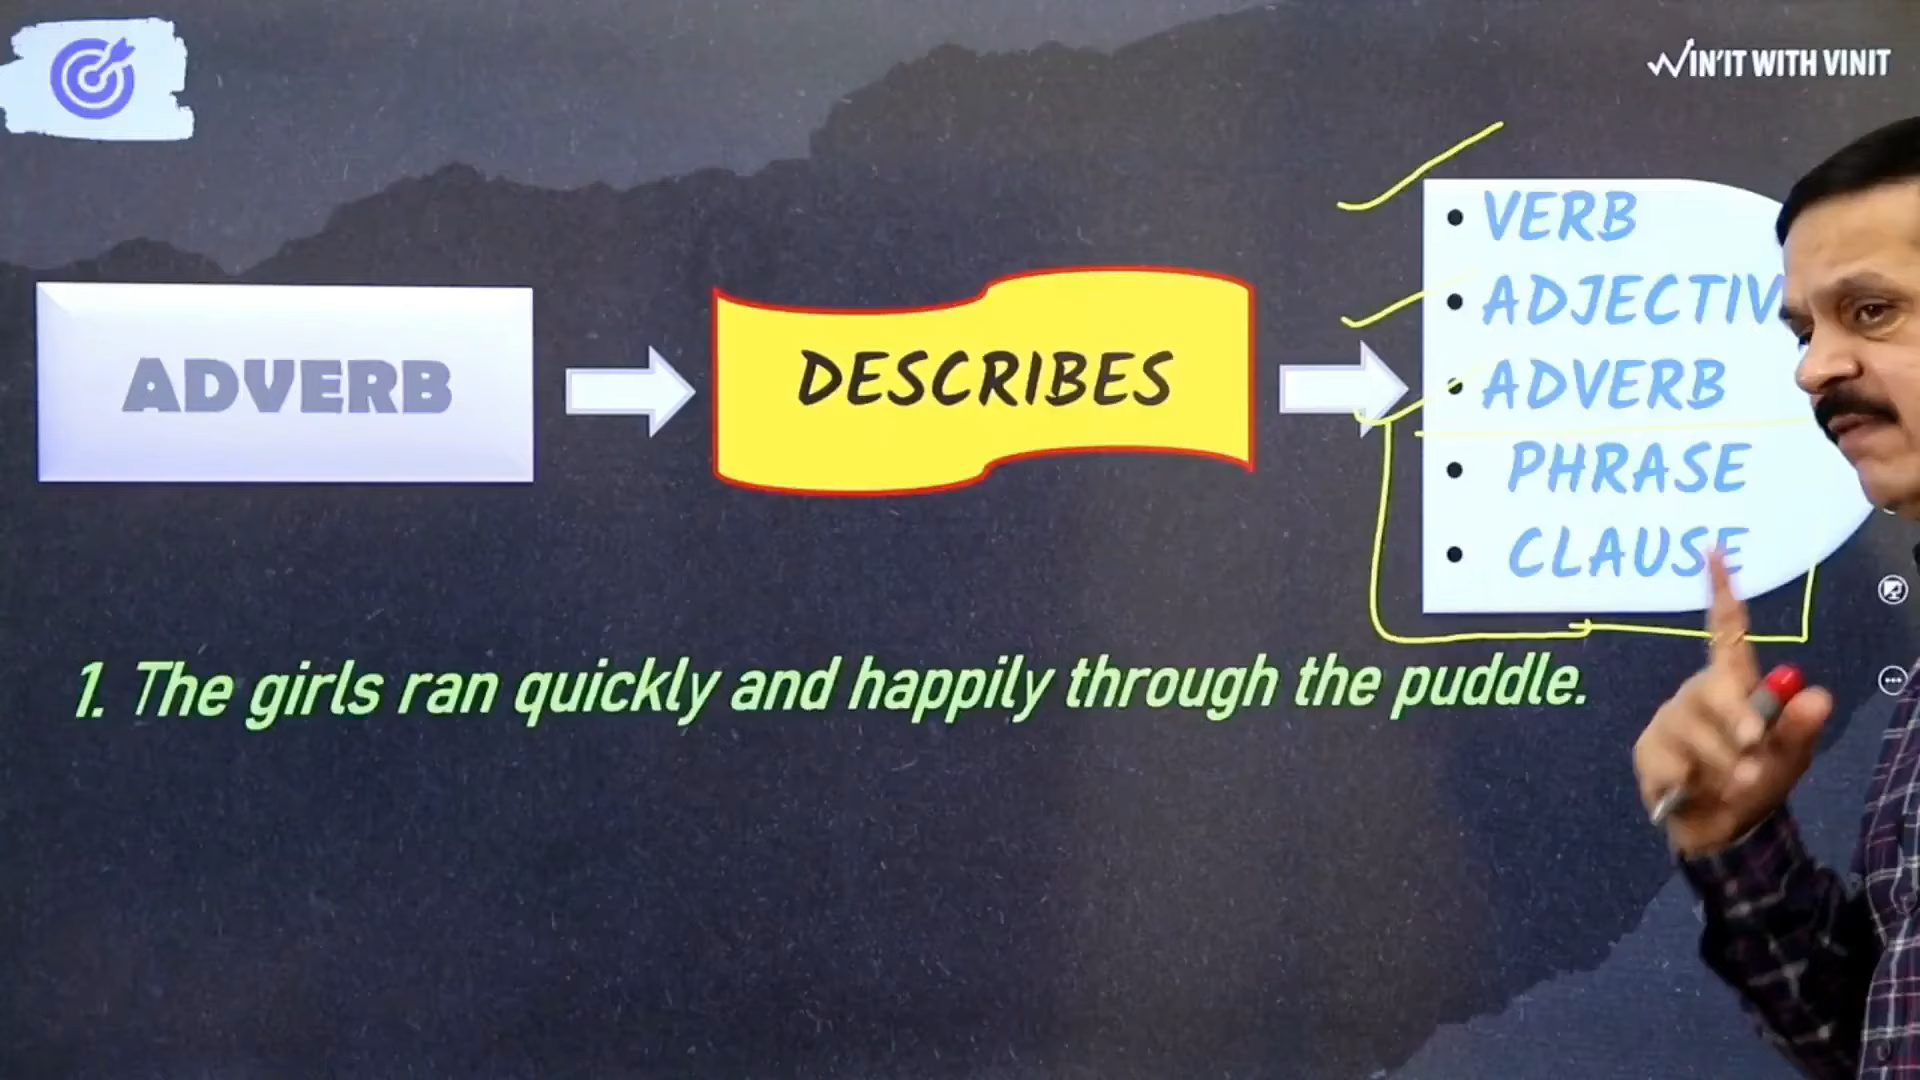 WIN'IT WITH VINIT
ADVERB
DESCRIBES
• VERB
• ADJECTIV
• ADVERB
• PHRASE
• CLAUSE
1. The girls ran quickly and happily through the puddle.